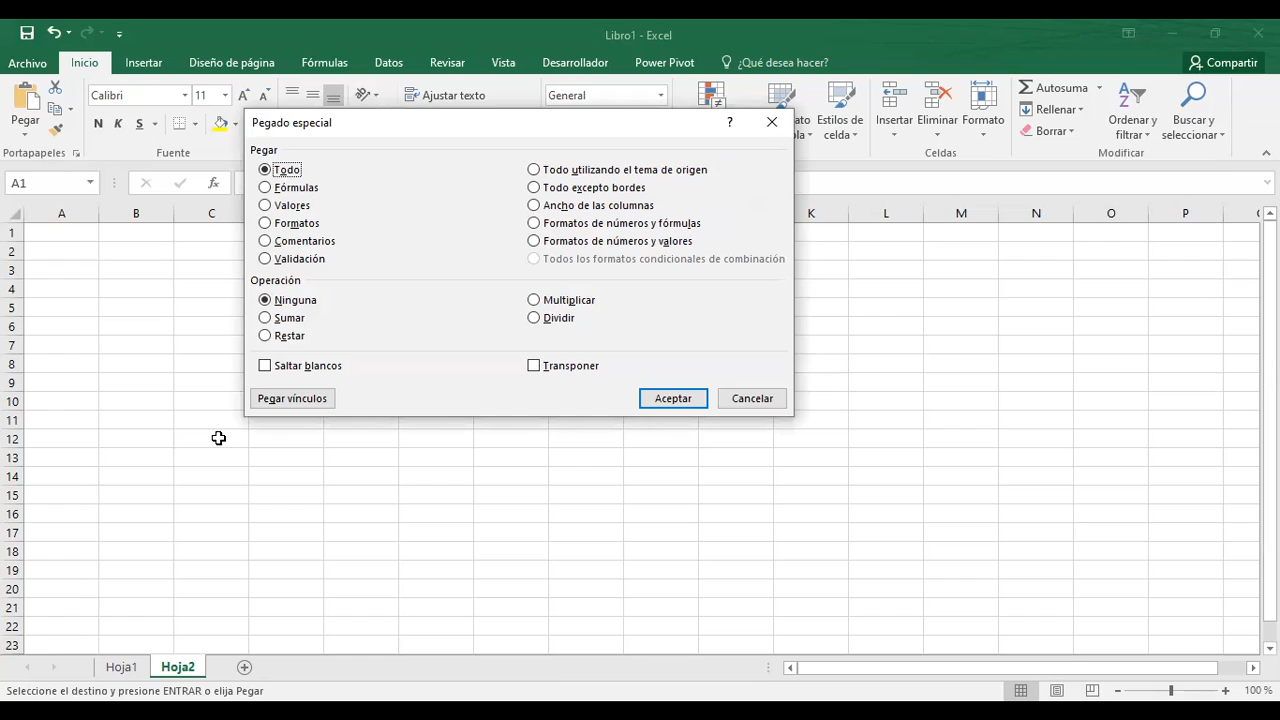 Libro1 - Excel
Archivo Inicio Insertar Diseño de página Fórmulas Datos Revisar Vista Desarrollador Power Pivot ¿Qué desea hacer? Compartir
Pegar
Portapapeles
Calibri 11
N K S
Fuente
Ajustar texto
General
Estilos de celda
Insertar Eliminar Formato
Celdas
Autosuma
Rellenar
Borrar
Ordenar y filtrar
Buscar y seleccionar
Modificar
A1 fx
Pegado especial ?
Pegar
Todo Todo utilizando el tema de origen
Fórmulas Todo excepto bordes
Valores Ancho de las columnas
Formatos Formatos de números y fórmulas
Comentarios Formatos de números y valores
Validación Todos los formatos condicionales de combinación
Operación
Ninguna Multiplicar
Sumar Dividir
Restar
Saltar blancos Transponer
Pegar vínculos Aceptar Cancelar
A B C K L M N O P
1
2
3
4
5
6
7
8
9
10
11
12
13
14
15
16
17
18
19
20
21
22
23
Hoja1 Hoja2
Seleccione el destino y presione ENTRAR o elija Pegar 100 %